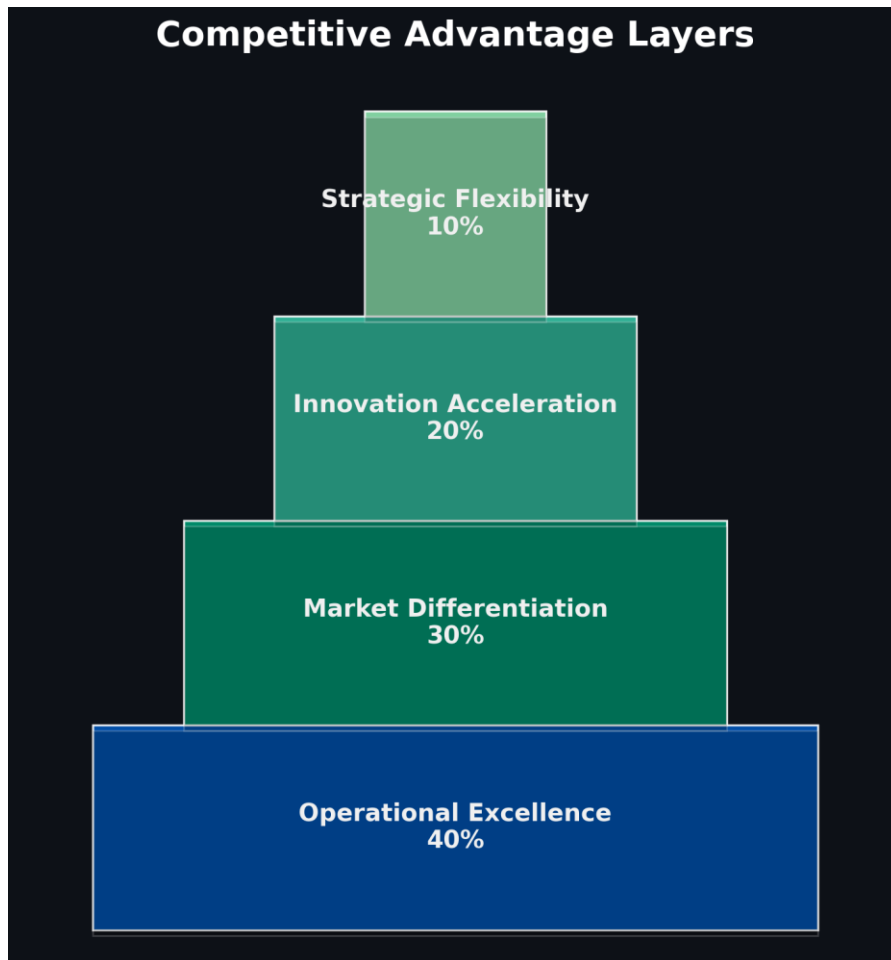 Competitive Advantage Layers
Strategic Flexibility
10%
Innovation Acceleration
20%
Market Differentiation
30%
Operational Excellence
40%